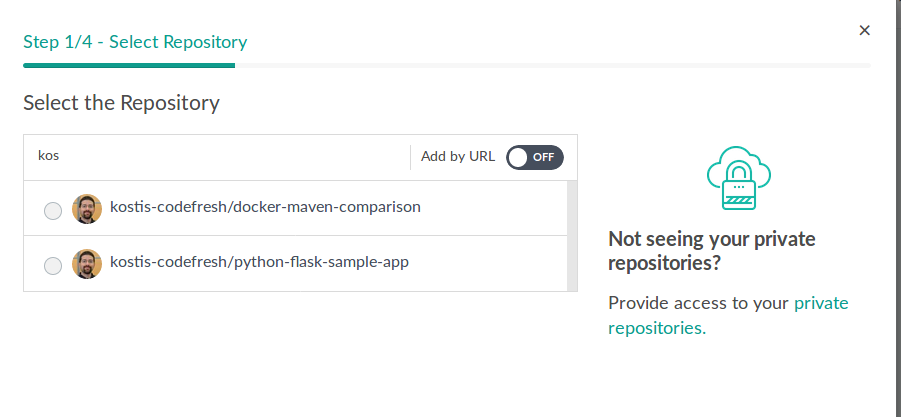 Step 1/4 - Select Repository
Select the Repository
kos
Add by URL
OFF
kostis-codefresh/docker-maven-comparison
kostis-codefresh/python-flask-sample-app
Not seeing your private
repositories?
Provide access to your private
repositories.